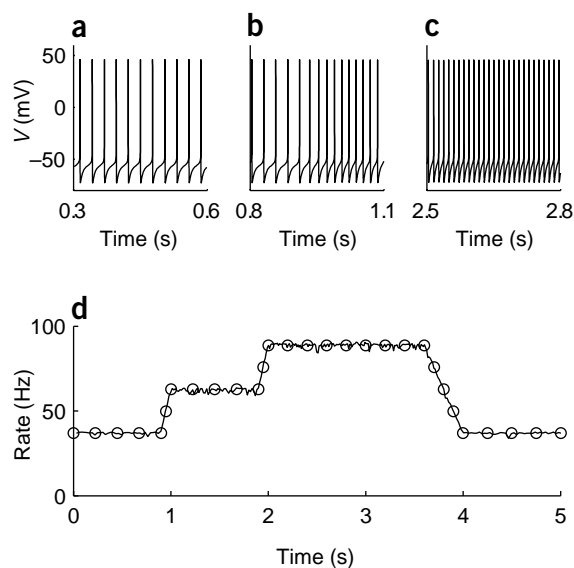 a b c
50
0
–50
V (mV)
0.3 0.6 0.8 1.1 2.5 2.8
Time (s) Time (s) Time (s)
d
100
50
0
Rate (Hz)
0 1 2 3 4 5
Time (s)